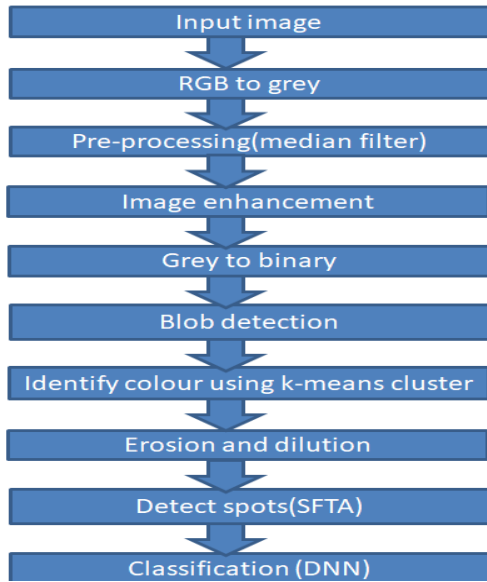 Input image
RGB to grey
Pre-processing(median filter)
Image enhancement
Grey to binary
Blob detection
Identify colour using k-means cluster
Erosion and dilution
Detect spots(SFTA)
Classification (DNN)